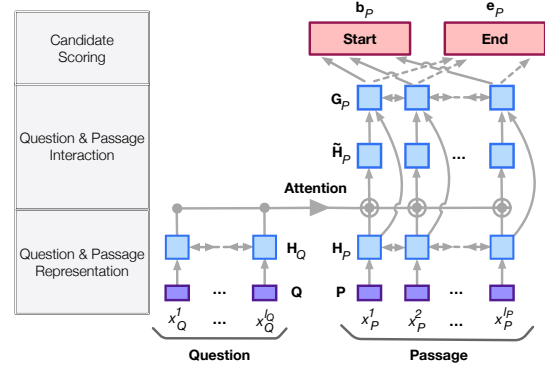 b_P e_P
Candidate
Scoring
Start End
G_P
Question & Passage
Interaction
H̃_P
...
Attention
Question & Passage
Representation
H_Q H_P
... Q P ...
x_Q^1 ... x_Q^{l_Q} x_P^1 x_P^2 ... x_P^{l_P}
Question Passage